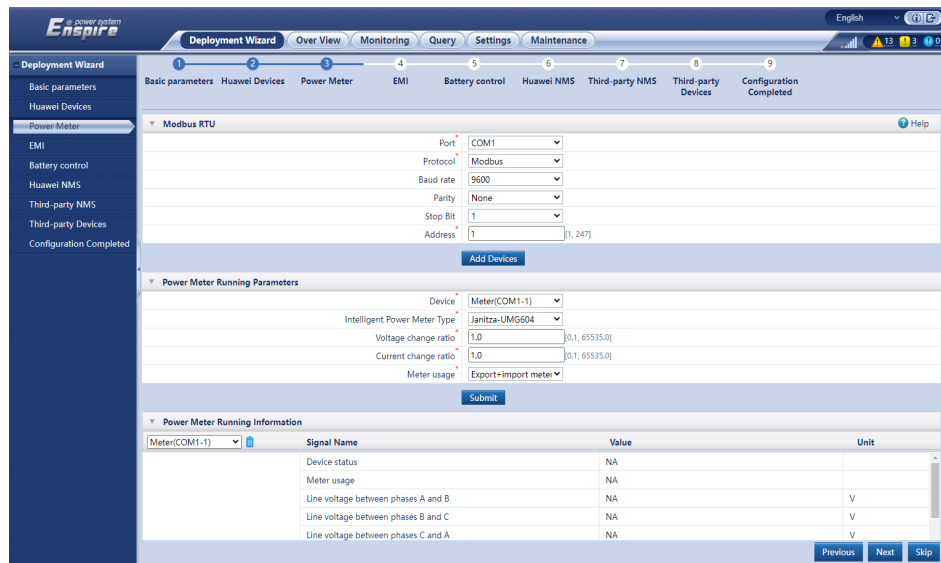 e power system
Enspire
English
Deployment Wizard Over View Monitoring Query Settings Maintenance
13 3 0
Deployment Wizard
Basic parameters
Huawei Devices
Power Meter
EMI
Battery control
Huawei NMS
Third-party NMS
Third-party Devices
Configuration Completed
1 2 3 4 5 6 7 8 9
Basic parameters Huawei Devices Power Meter EMI Battery control Huawei NMS Third-party NMS Third-party Devices Configuration Completed
Modbus RTU Help
Port* COM1
Protocol* Modbus
Baud rate 9600
Parity None
Stop Bit 1
Address* 1 [1, 247]
Add Devices
Power Meter Running Parameters
Device* Meter(COM1-1)
Intelligent Power Meter Type* Janitza-UMG604
Voltage change ratio* 1.0 [0.1, 65535.0]
Current change ratio* 1.0 [0.1, 65535.0]
Meter usage* Export+import meter
Submit
Power Meter Running Information
Meter(COM1-1) Signal Name Value Unit
Device status NA
Meter usage NA
Line voltage between phases A and B NA V
Line voltage between phases B and C NA V
Line voltage between phases C and A NA V
Previous Next Skip